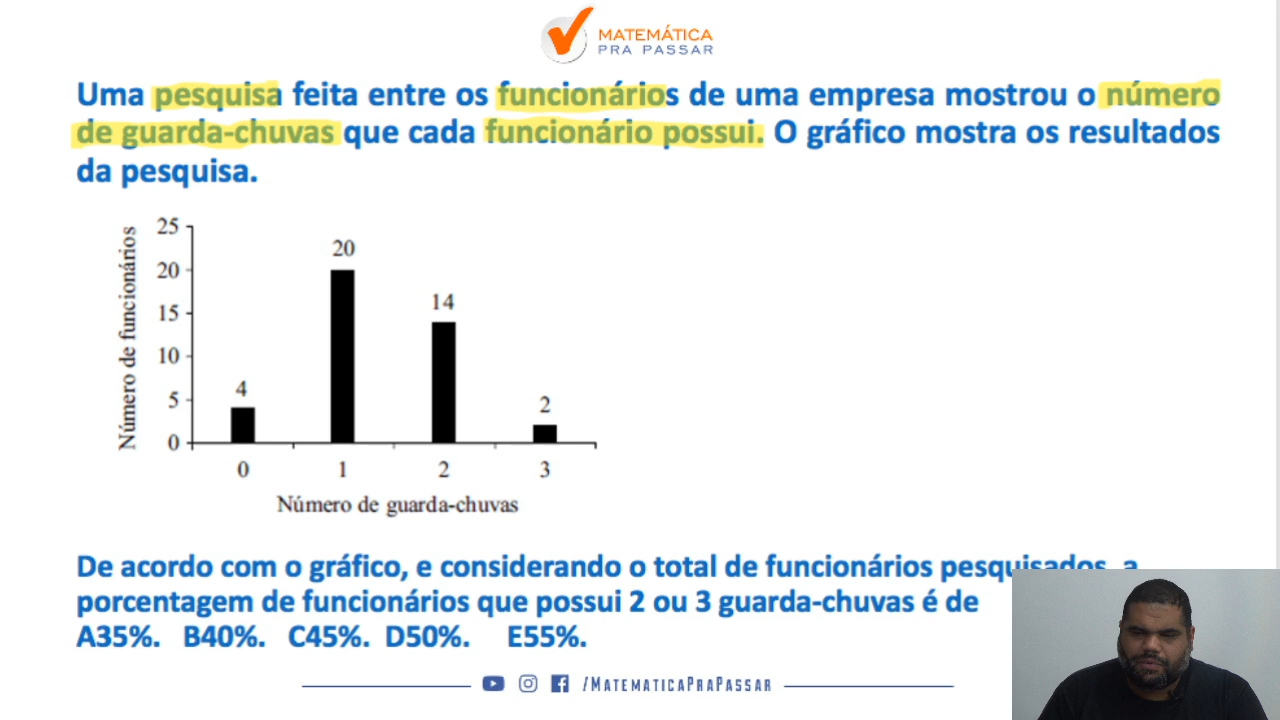 MATEMÁTICA
PRA PASSAR
Uma pesquisa feita entre os funcionários de uma empresa mostrou o número
de guarda-chuvas que cada funcionário possui. O gráfico mostra os resultados
da pesquisa.
Número de funcionários
25
20
15
10
5
0
4
20
14
2
0 1 2 3
Número de guarda-chuvas
De acordo com o gráfico, e considerando o total de funcionários pesquisados, a
porcentagem de funcionários que possui 2 ou 3 guarda-chuvas é de
A35%. B40%. C45%. D50%. E55%.
/MATEMATICAPRAPASSAR